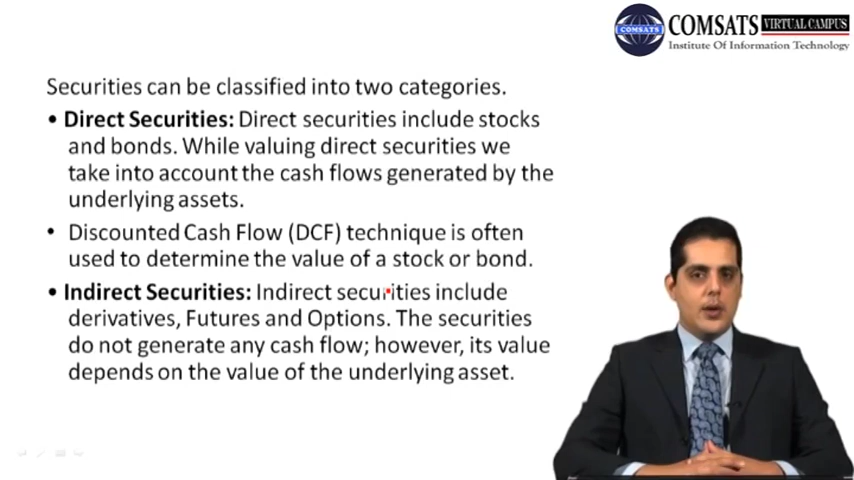 COMSATS VIRTUAL CAMPUS
COMSATS
Institute Of Information Technology
Securities can be classified into two categories.
• Direct Securities: Direct securities include stocks
and bonds. While valuing direct securities we
take into account the cash flows generated by the
underlying assets.
• Discounted Cash Flow (DCF) technique is often
used to determine the value of a stock or bond.
• Indirect Securities: Indirect securities include
derivatives, Futures and Options. The securities
do not generate any cash flow; however, its value
depends on the value of the underlying asset.